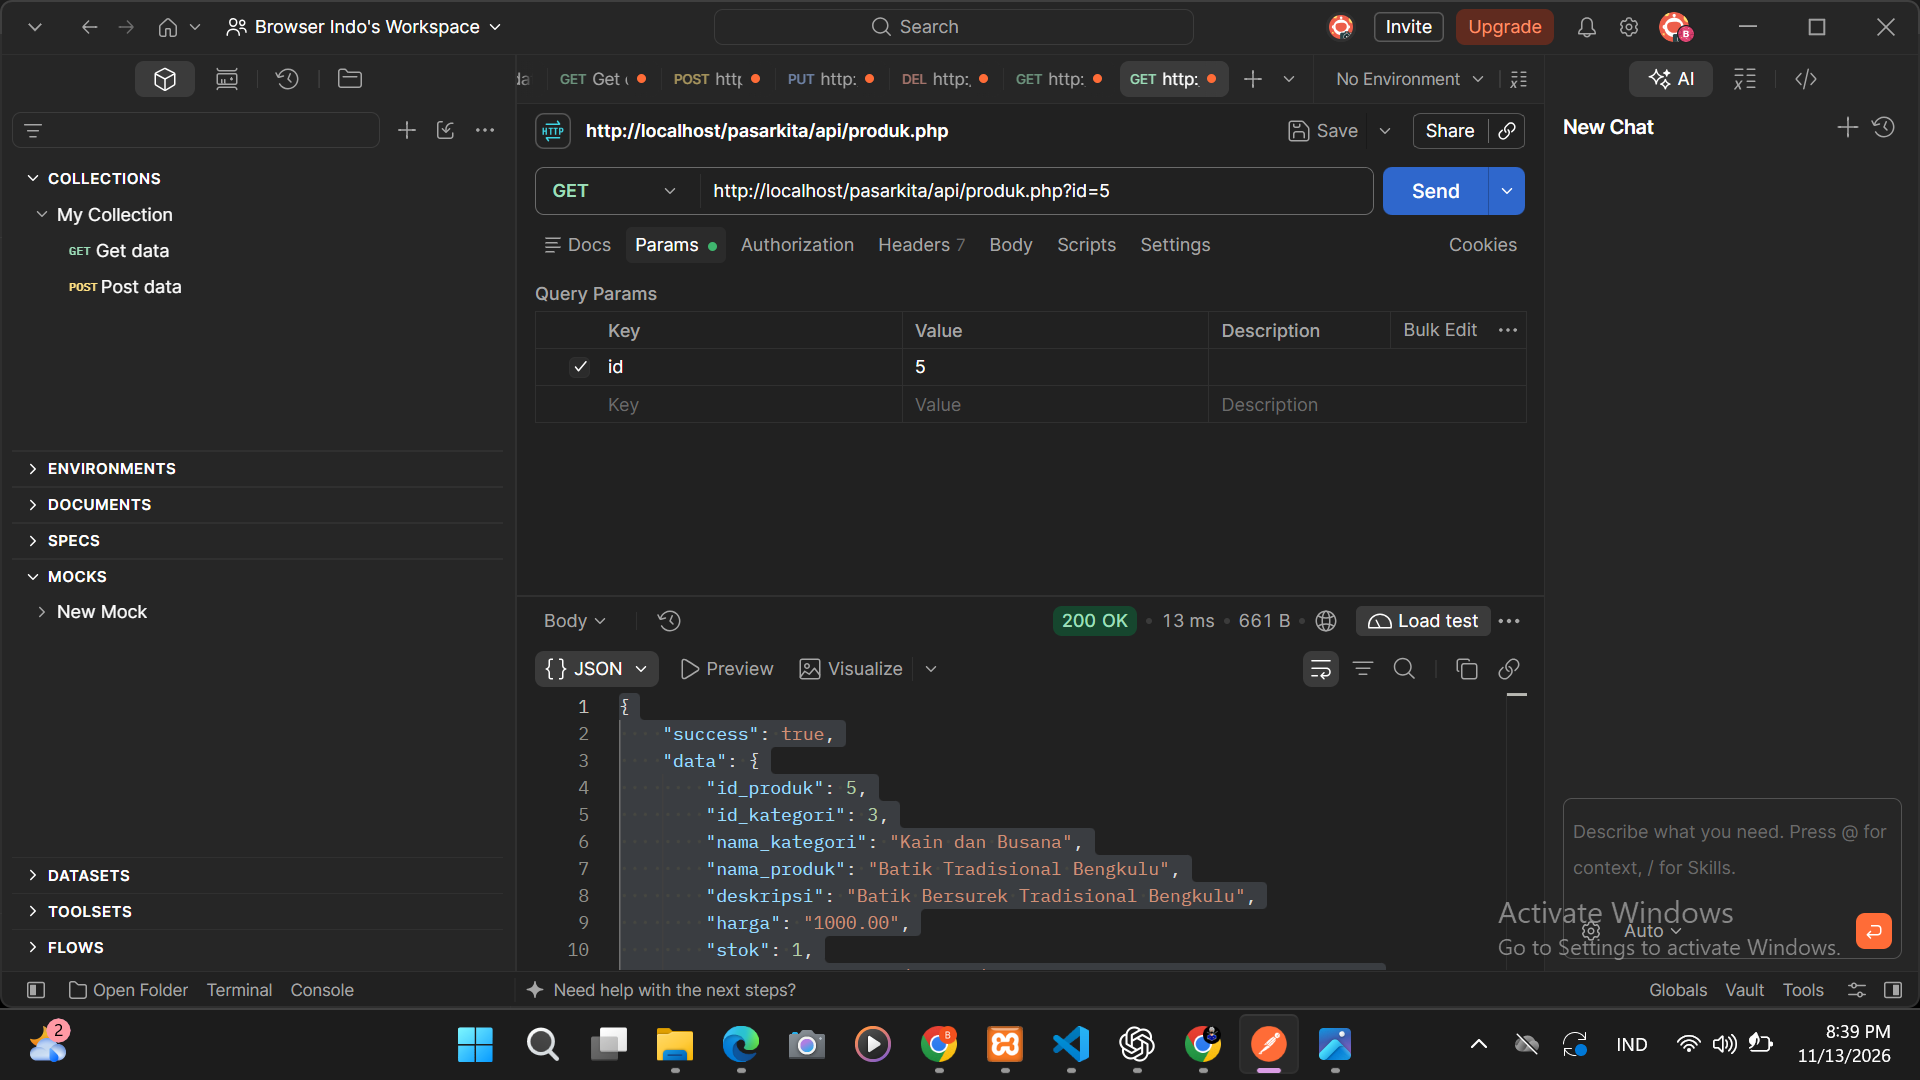 Browser Indo's Workspace
Search
Invite
Upgrade
B
GET Get
POST http
PUT http:
DEL http:
GET http:
GET http:
No Environment
AI
HTTP
http://localhost/pasarkita/api/produk.php
Save
Share
New Chat
COLLECTIONS
My Collection
GET Get data
POST Post data
GET
http://localhost/pasarkita/api/produk.php?id=5
Send
Docs
Params
Authorization
Headers 7
Body
Scripts
Settings
Cookies
Query Params
Key
Value
Description
Bulk Edit
id
5
Key
Value
Description
ENVIRONMENTS
DOCUMENTS
SPECS
MOCKS
New Mock
DATASETS
TOOLSETS
FLOWS
Body
200 OK
13 ms
661 B
Load test
{} JSON
Preview
Visualize
1 {
2 "success": true,
3 "data": {
4 "id_produk": 5,
5 "id_kategori": 3,
6 "nama_kategori": "Kain dan Busana",
7 "nama_produk": "Batik Tradisional Bengkulu",
8 "deskripsi": "Batik Bersurek Tradisional Bengkulu",
9 "harga": "1000.00",
10 "stok": 1,
Describe what you need. Press @ for
context, / for Skills.
Auto
Activate Windows
Go to Settings to activate Windows.
Open Folder
Terminal
Console
Need help with the next steps?
Globals
Vault
Tools
2
B
IND
8:39 PM
11/13/2026